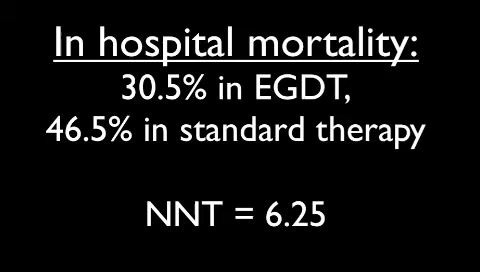 In hospital mortality:
30.5% in EGDT,
46.5% in standard therapy
NNT = 6.25